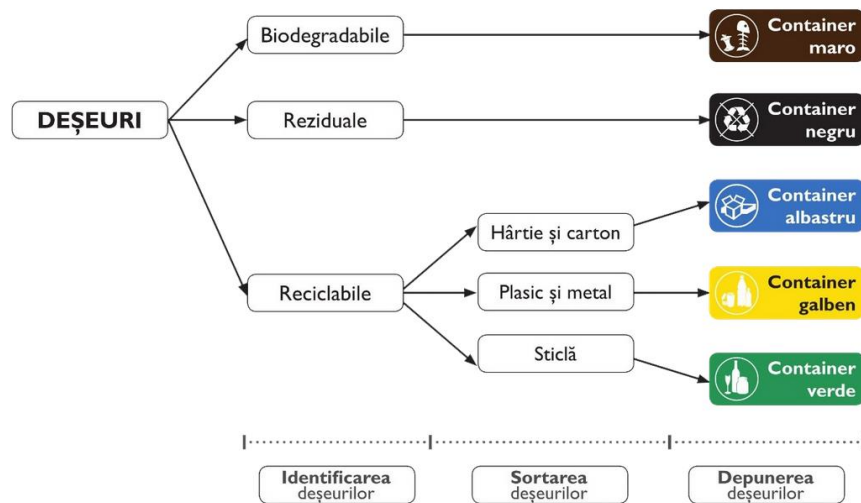 DEȘEURI
Biodegradabile
Container
maro
Reziduale
Container
negru
Reciclabile
Hârtie și carton
Container
albastru
Plasic și metal
Container
galben
Sticlă
Container
verde
Identificarea
deșeurilor
Sortarea
deșeurilor
Depunerea
deșeurilor